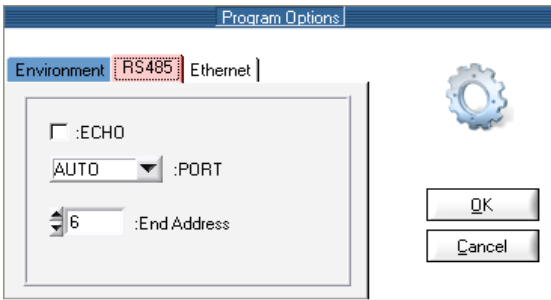 Program Options
Environment RS485 Ethernet
:ECHO
AUTO :PORT
6 :End Address
OK
Cancel